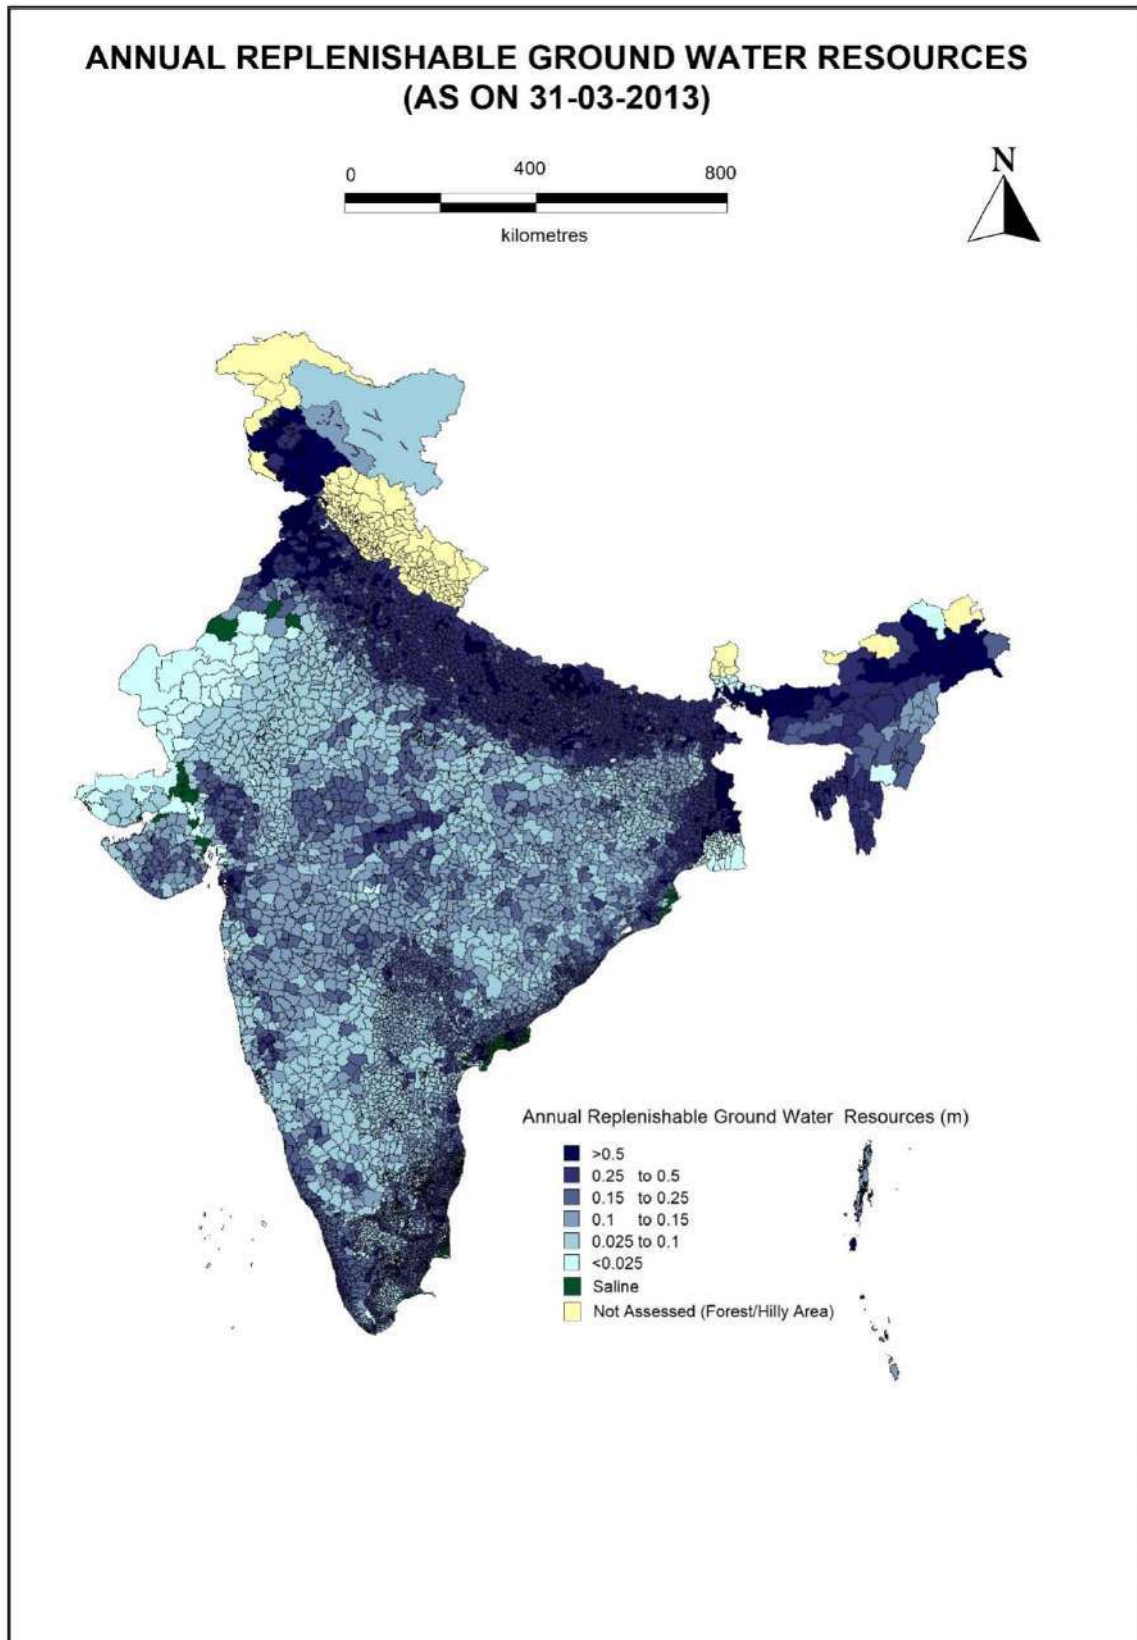 ANNUAL REPLENISHABLE GROUND WATER RESOURCES
(AS ON 31-03-2013)
0 400 800
kilometres
N
Annual Replenishable Ground Water Resources (m)
>0.5
0.25 to 0.5
0.15 to 0.25
0.1 to 0.15
0.025 to 0.1
<0.025
Saline
Not Assessed (Forest/Hilly Area)